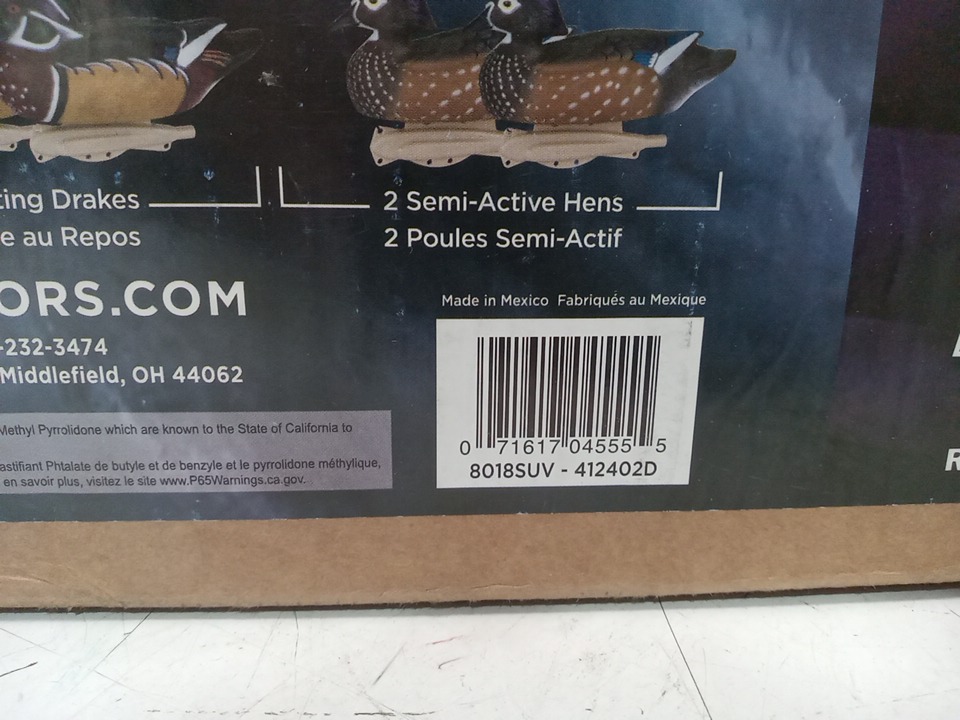 ting Drakes
e au Repos
2 Semi-Active Hens
2 Poules Semi-Actif
ORS.COM
-232-3474
Middlefield, OH 44062
Methyl Pyrrolidone which are known to the State of California to
astifiant Phtalate de butyle et de benzyle et le pyrrolidone méthylique,
en savoir plus, visitez le site www.P65Warnings.ca.gov.
Made in Mexico Fabriqués au Mexique
0 71617 04555 5
8018SUV - 412402D
R